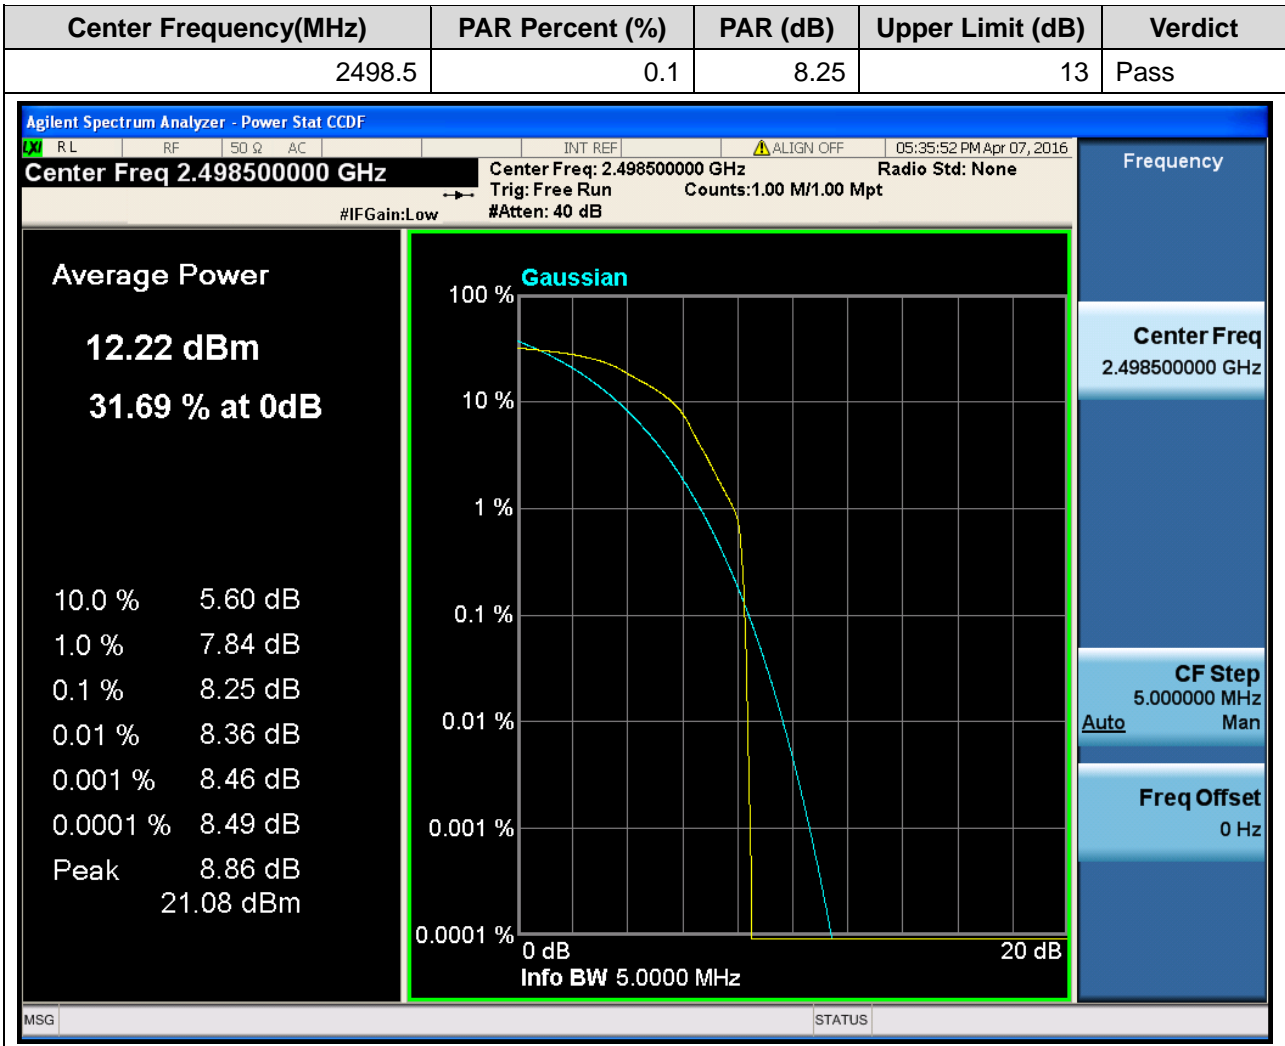 Center Frequency(MHz) PAR Percent (%) PAR (dB) Upper Limit (dB) Verdict
2498.5 0.1 8.25 13 Pass
Agilent Spectrum Analyzer - Power Stat CCDF
LXI RL RF 50 Ω AC INT REF ALIGN OFF 05:35:52 PM Apr 07, 2016
Center Freq 2.498500000 GHz
#IFGain:Low
Center Freq: 2.498500000 GHz Radio Std: None
Trig: Free Run Counts:1.00 M/1.00 Mpt
#Atten: 40 dB
Average Power
12.22 dBm
31.69 % at 0dB
10.0 % 5.60 dB
1.0 % 7.84 dB
0.1 % 8.25 dB
0.01 % 8.36 dB
0.001 % 8.46 dB
0.0001 % 8.49 dB
Peak 8.86 dB
21.08 dBm
Gaussian
100 %
10 %
1 %
0.1 %
0.01 %
0.001 %
0.0001 %
0 dB 20 dB
Info BW 5.0000 MHz
Frequency
Center Freq
2.498500000 GHz
CF Step
5.000000 MHz
Auto Man
Freq Offset
0 Hz
MSG STATUS